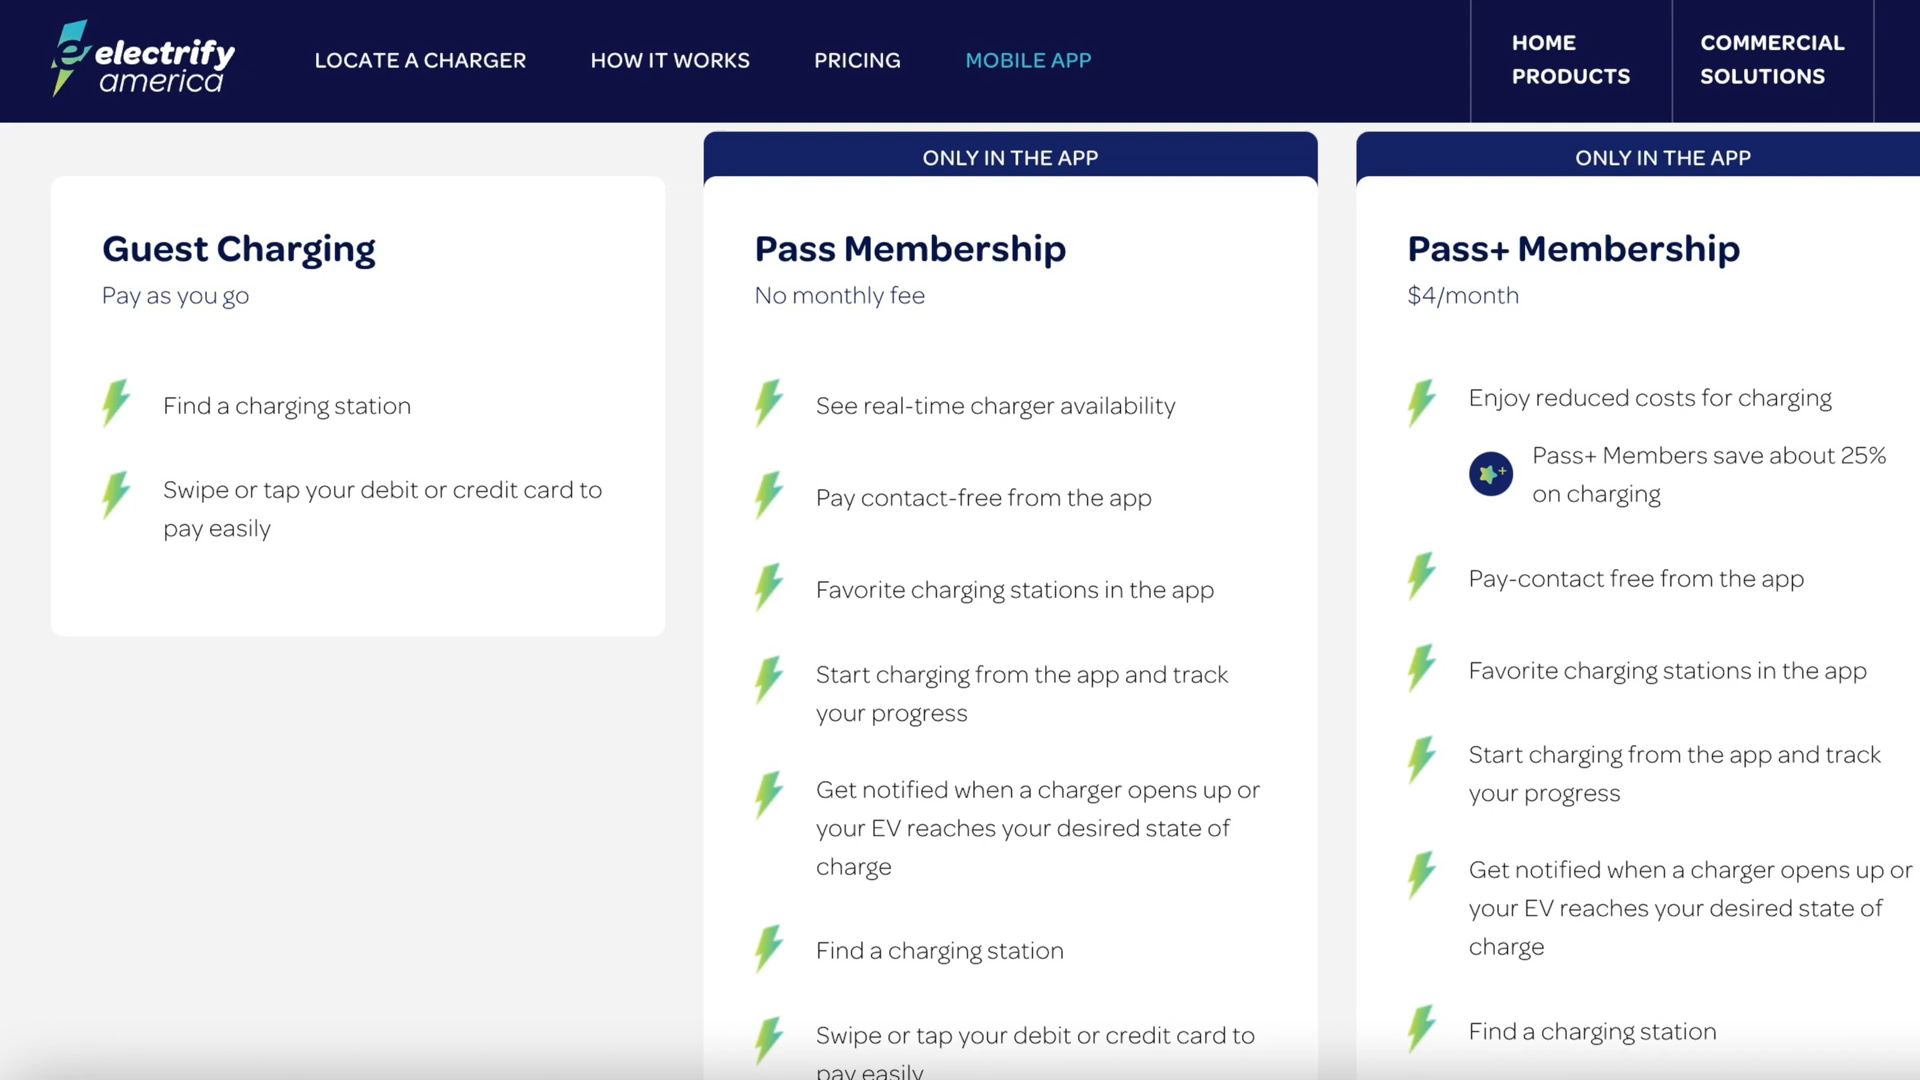 electrify
america
LOCATE A CHARGER
HOW IT WORKS
PRICING
MOBILE APP
HOME
PRODUCTS
COMMERCIAL
SOLUTIONS
Guest Charging
Pay as you go
Find a charging station
Swipe or tap your debit or credit card to
pay easily
ONLY IN THE APP
Pass Membership
No monthly fee
See real-time charger availability
Pay contact-free from the app
Favorite charging stations in the app
Start charging from the app and track
your progress
Get notified when a charger opens up or
your EV reaches your desired state of
charge
Find a charging station
Swipe or tap your debit or credit card to
pay easily
ONLY IN THE APP
Pass+ Membership
$4/month
Enjoy reduced costs for charging
Pass+ Members save about 25%
on charging
Pay-contact free from the app
Favorite charging stations in the app
Start charging from the app and track
your progress
Get notified when a charger opens up or
your EV reaches your desired state of
charge
Find a charging station